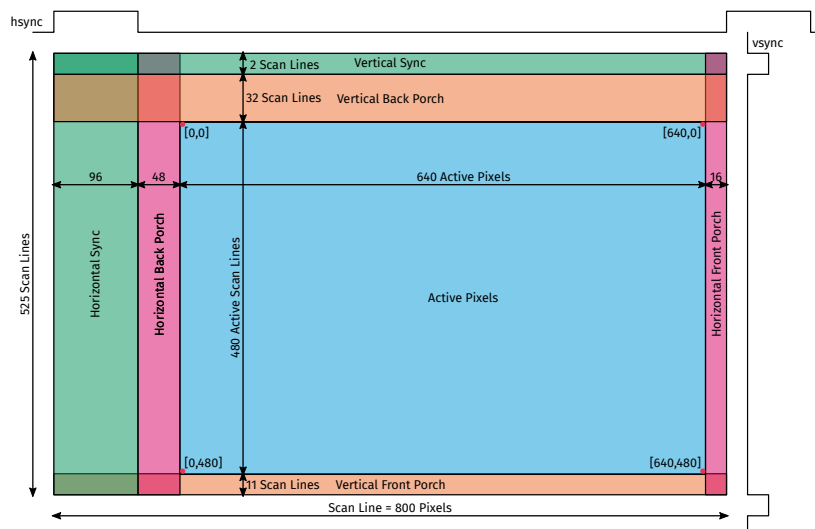 hsync
vsync
2 Scan Lines Vertical Sync
32 Scan Lines Vertical Back Porch
[0,0] [640,0]
96 48 640 Active Pixels 16
525 Scan Lines
Horizontal Sync
Horizontal Back Porch
480 Active Scan Lines
Active Pixels
Horizontal Front Porch
[0,480] [640,480]
11 Scan Lines Vertical Front Porch
Scan Line = 800 Pixels